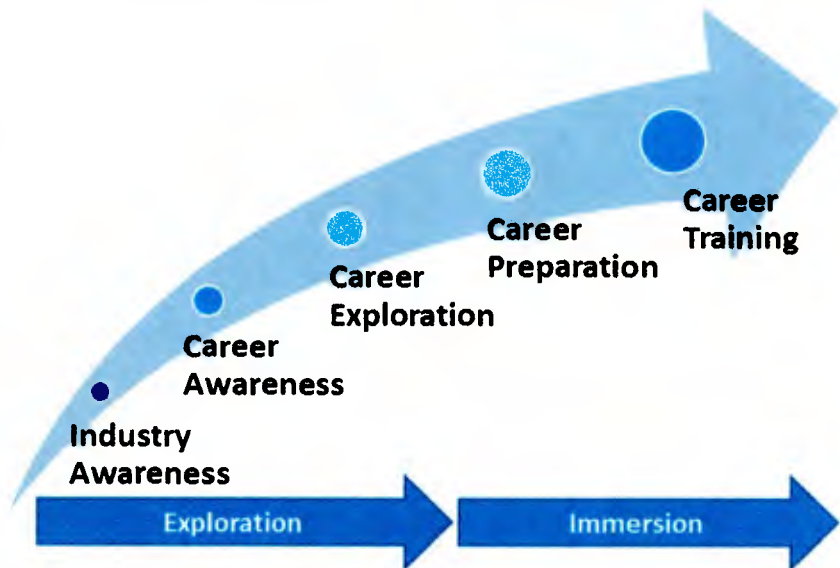 Career
Training
Career
Preparation
Career
Exploration
Career
Awareness
Industry
Awareness
Exploration
Immersion